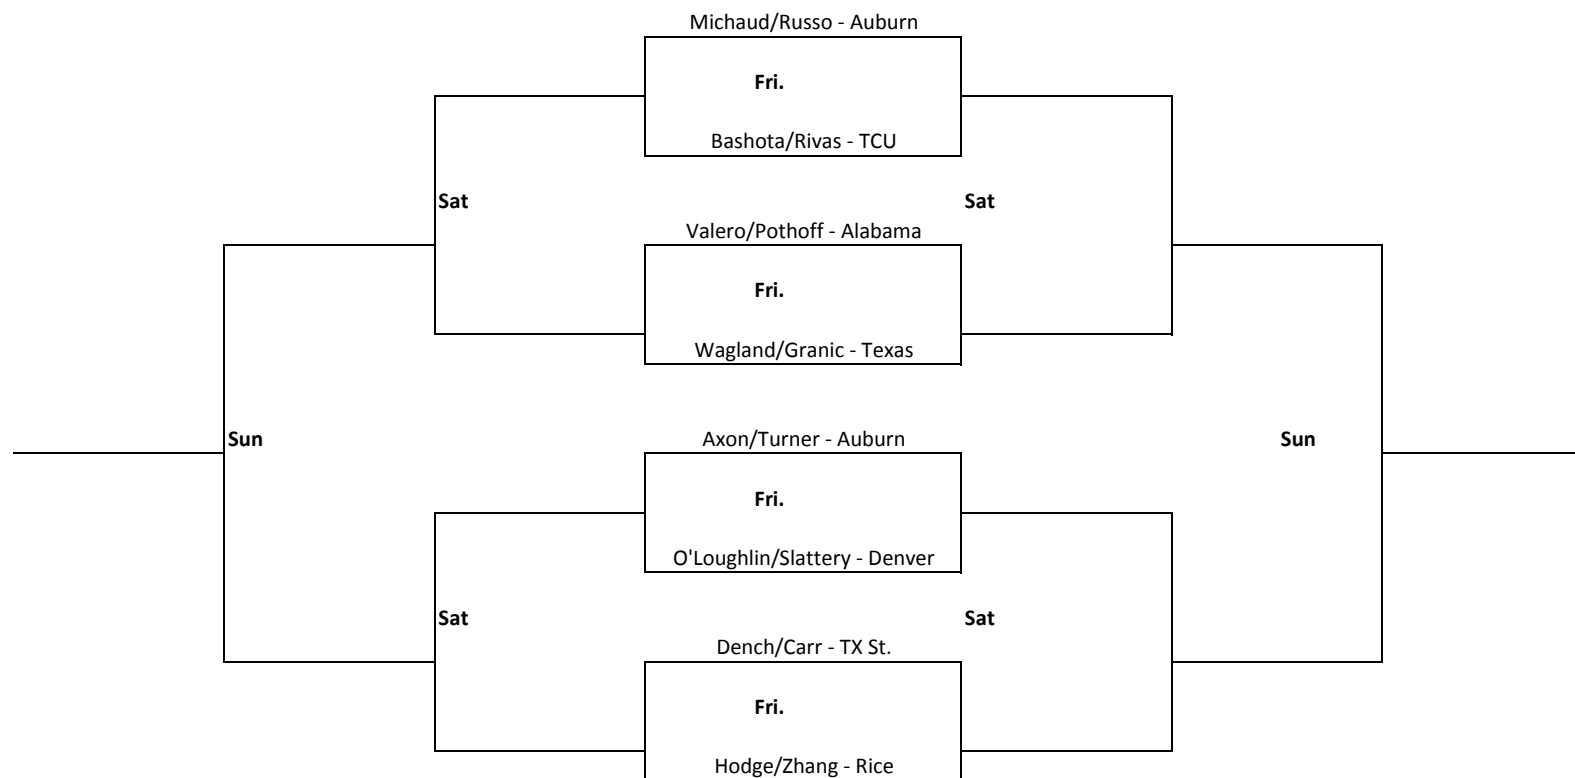 Michaud/Russo - Auburn
Fri.
Bashota/Rivas - TCU
Sat
Sat
Valero/Pothoff - Alabama
Fri.
Wagland/Granic - Texas
Sun
Axon/Turner - Auburn
Sun
Fri.
O'Loughlin/Slattery - Denver
Sat
Sat
Dench/Carr - TX St.
Fri.
Hodge/Zhang - Rice